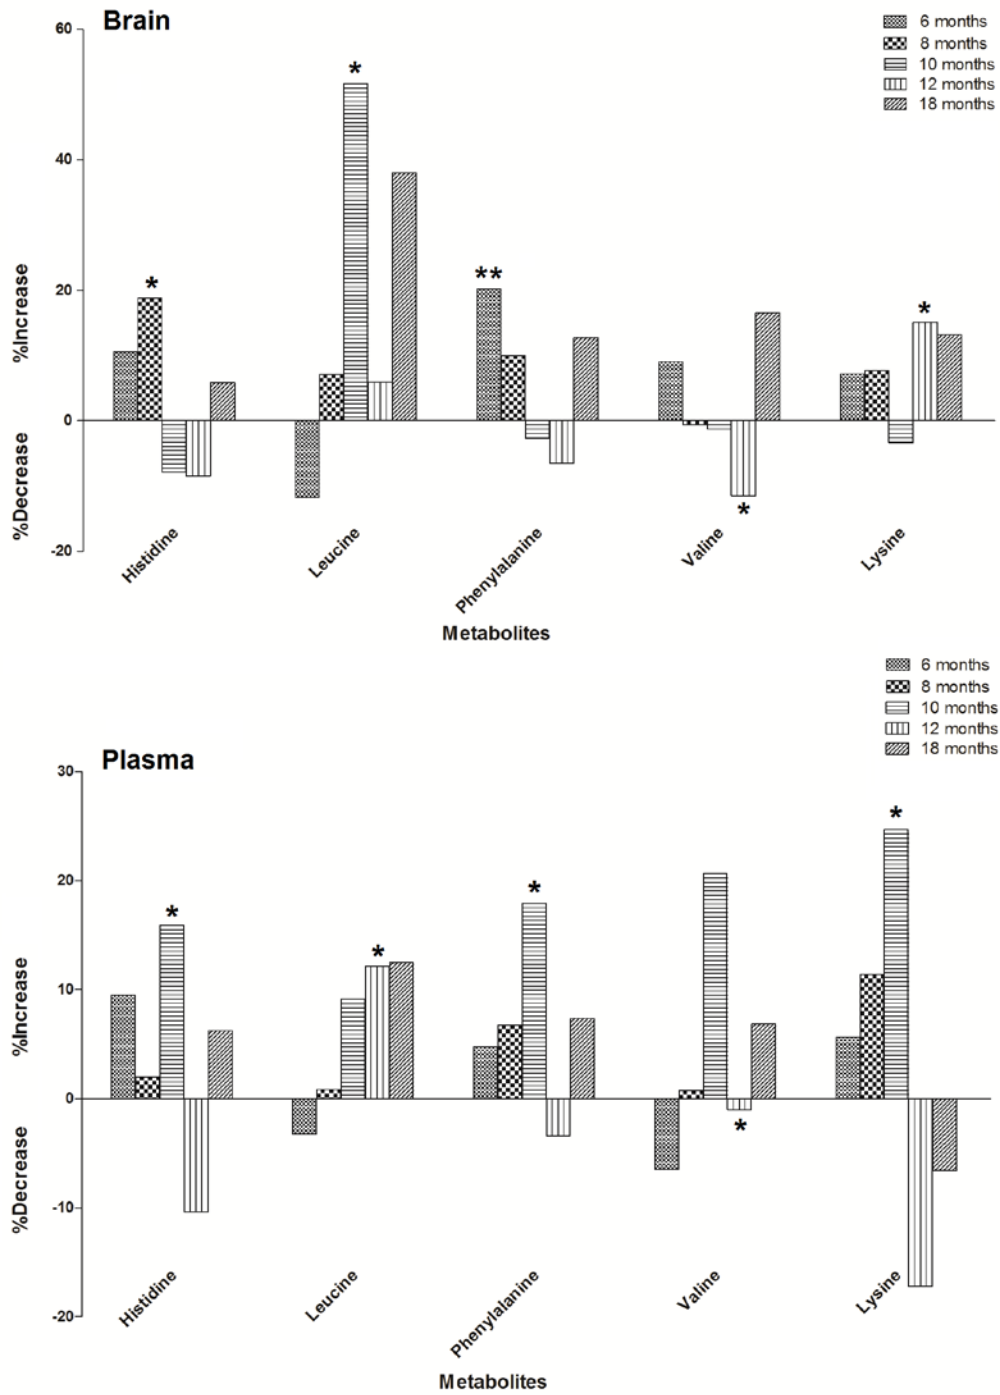 Brain
6 months
8 months
10 months
12 months
18 months
60
40
20
0
-20
%Increase
%Decrease
*
*
**
*
*
Histidine
Leucine
Phenylalanine
Valine
Lysine
Metabolites
6 months
8 months
10 months
12 months
18 months
Plasma
30
20
10
0
-10
-20
%Increase
%Decrease
*
*
*
*
*
Histidine
Leucine
Phenylalanine
Valine
Lysine
Metabolites